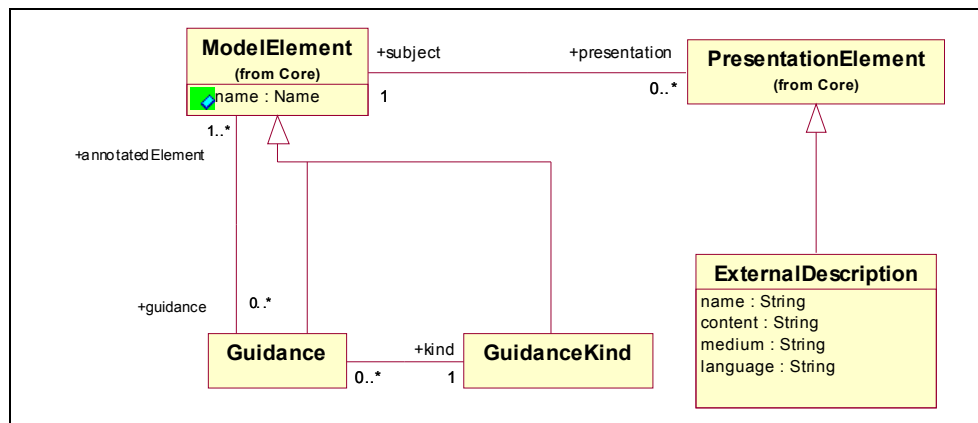 ModelElement
(from Core)
name : Name
+subject
1
+presentation
0..*
PresentationElement
(from Core)
1..*
+annotatedElement
+guidance
0..*
Guidance
0..*
+kind
1
GuidanceKind
ExternalDescription
name : String
content : String
medium : String
language : String